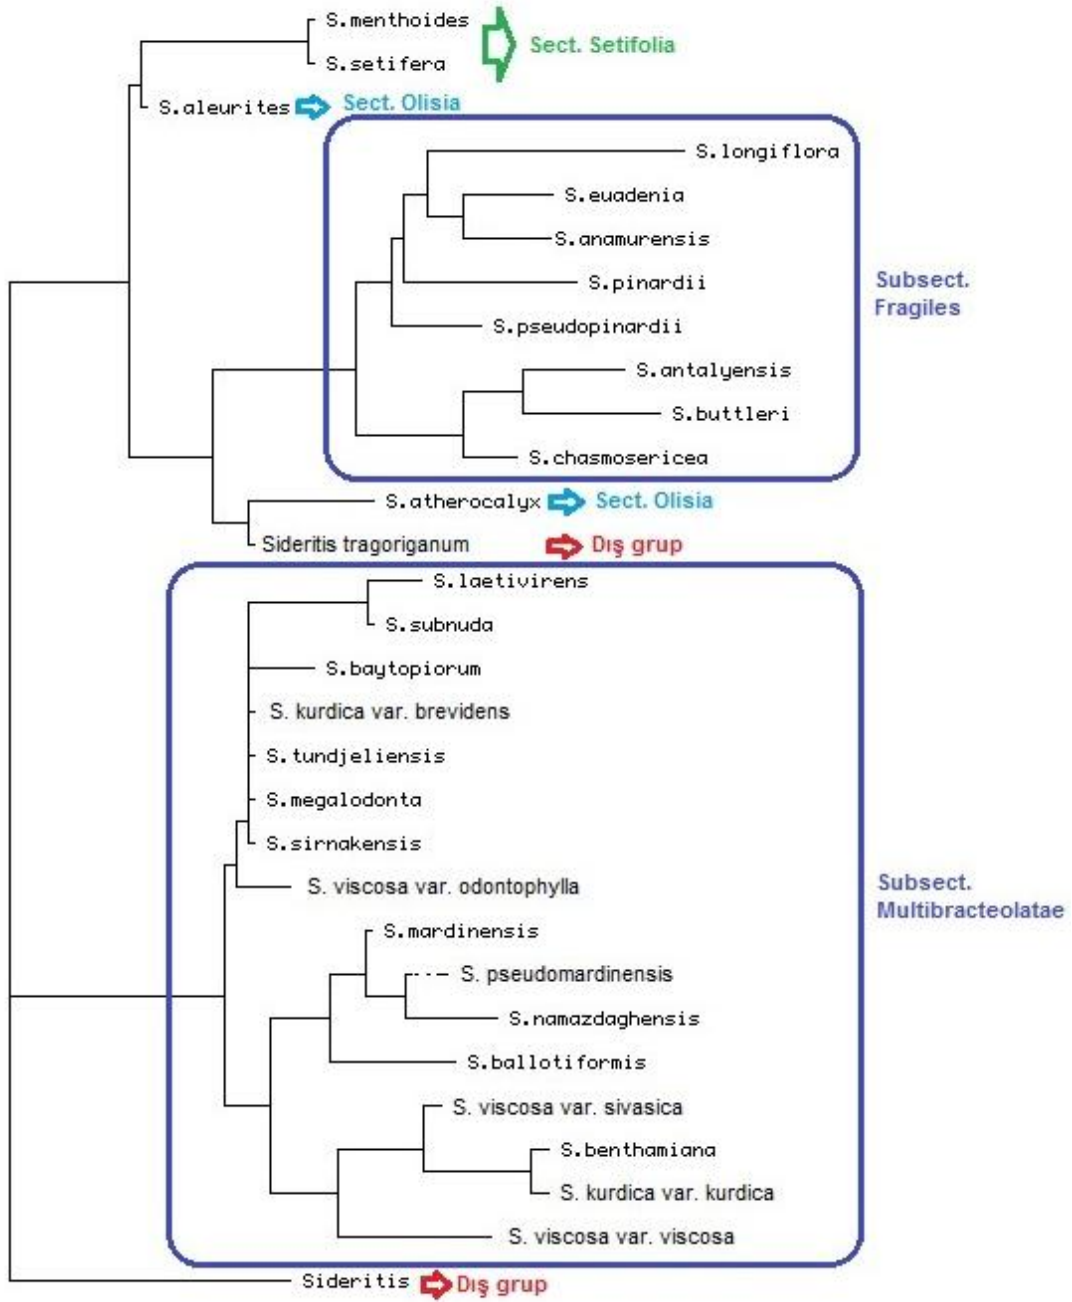 S.menthoides
Sect. Setifolia
S.setifera
S.aleurites Sect. Olisia
S.longiflora
S.euadenia
S.anamurensis
S.pinardii
Subsect.
Fragiles
S.pseudopinardii
S.antalyensis
S.buttleri
S.chasmosericea
S.atherocalyx Sect. Olisia
Sideritis tragoriganum Dış grup
S.laetivirens
S.subnuda
S.baytopiorum
S. kurdica var. brevidens
S.tundjeliensis
S.megalodonta
S.sirnakensis
S. viscosa var. odontophylla
Subsect.
Multibracteolatae
S.mardinensis
S. pseudomardinensis
S.namazdaghensis
S.ballotiformis
S. viscosa var. sivasica
S.benthamiana
S. kurdica var. kurdica
S. viscosa var. viscosa
Sideritis Dış grup